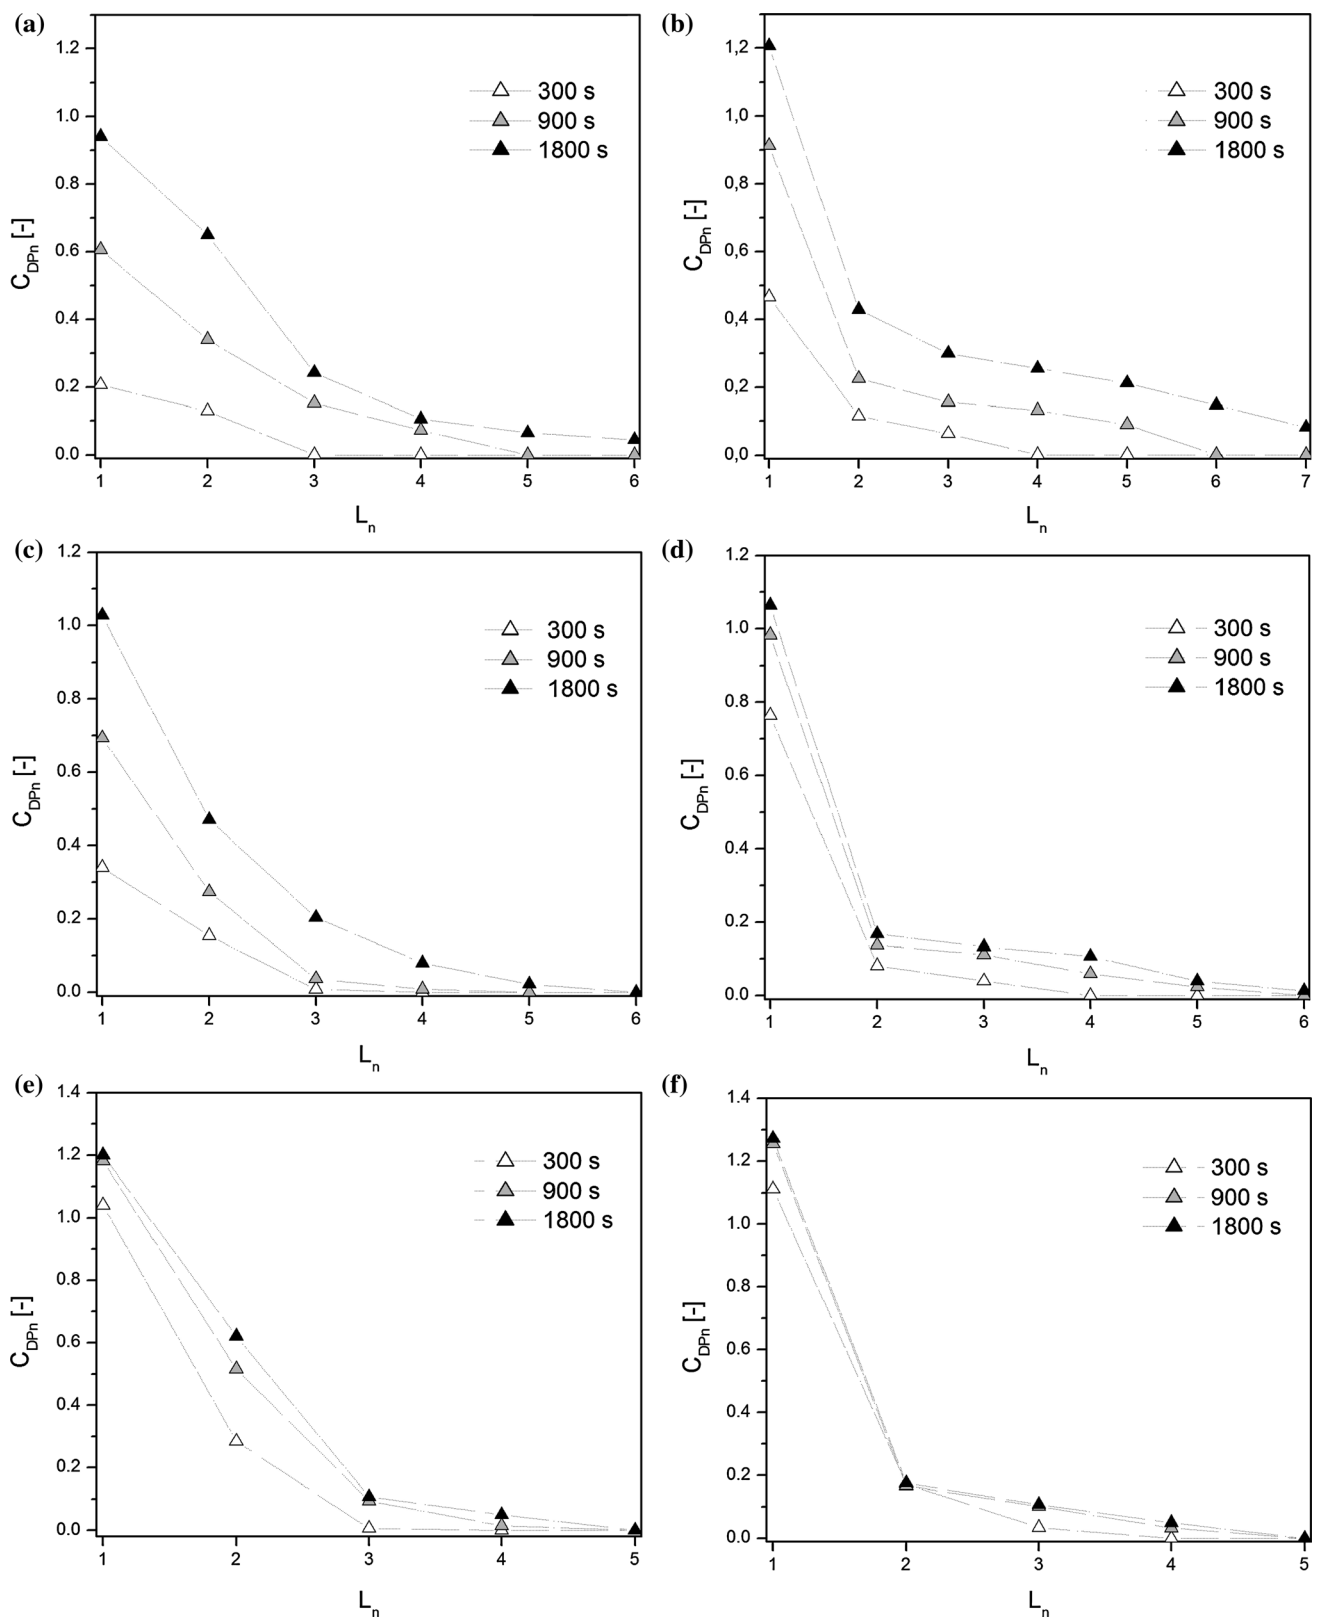 (a)
1.2
1.0
0.8
0.6
0.4
0.2
0.0
C_DPn [-]
300 s
900 s
1800 s
1 2 3 4 5 6
L_n
(b)
1,2
1,0
0,8
0,6
0,4
0,2
0,0
C_DPn [-]
300 s
900 s
1800 s
1 2 3 4 5 6 7
L_n
(c)
1.2
1.0
0.8
0.6
0.4
0.2
0.0
C_DPn [-]
300 s
900 s
1800 s
1 2 3 4 5 6
L_n
(d)
1.2
1.0
0.8
0.6
0.4
0.2
0.0
C_DPn [-]
300 s
900 s
1800 s
1 2 3 4 5 6
L_n
(e)
1.4
1.2
1.0
0.8
0.6
0.4
0.2
0.0
C_DPn [-]
300 s
900 s
1800 s
1 2 3 4 5
L_n
(f)
1.4
1.2
1.0
0.8
0.6
0.4
0.2
0.0
C_DPn [-]
300 s
900 s
1800 s
1 2 3 4 5
L_n